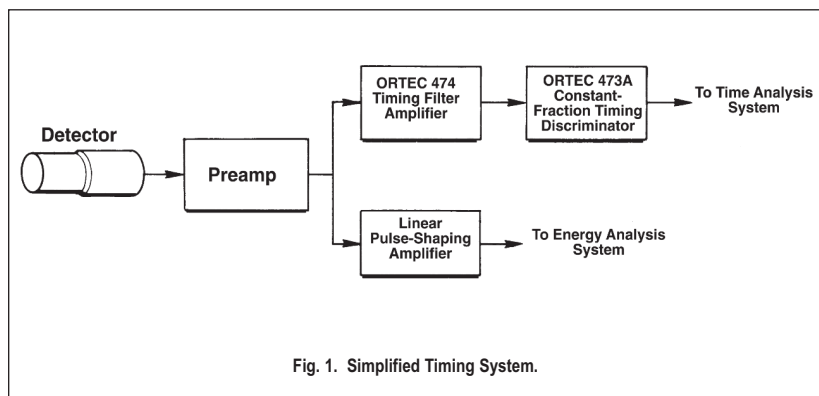 ORTEC 474
Timing Filter
Amplifier
ORTEC 473A
Constant-
Fraction Timing
Discriminator
To Time Analysis
System
Detector
Preamp
Linear
Pulse-Shaping
Amplifier
To Energy Analysis
System
Fig. 1. Simplified Timing System.